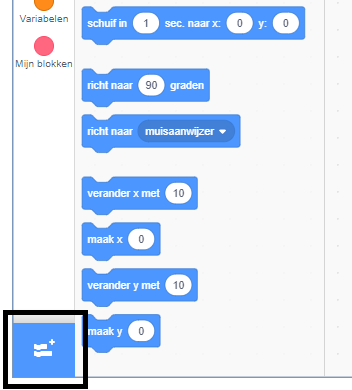 Variabelen
Mijn blokken
schuif in 1 sec. naar x: 0 y: 0
richt naar 90 graden
richt naar muisaanwijzer
verander x met 10
maak x 0
verander y met 10
maak y 0